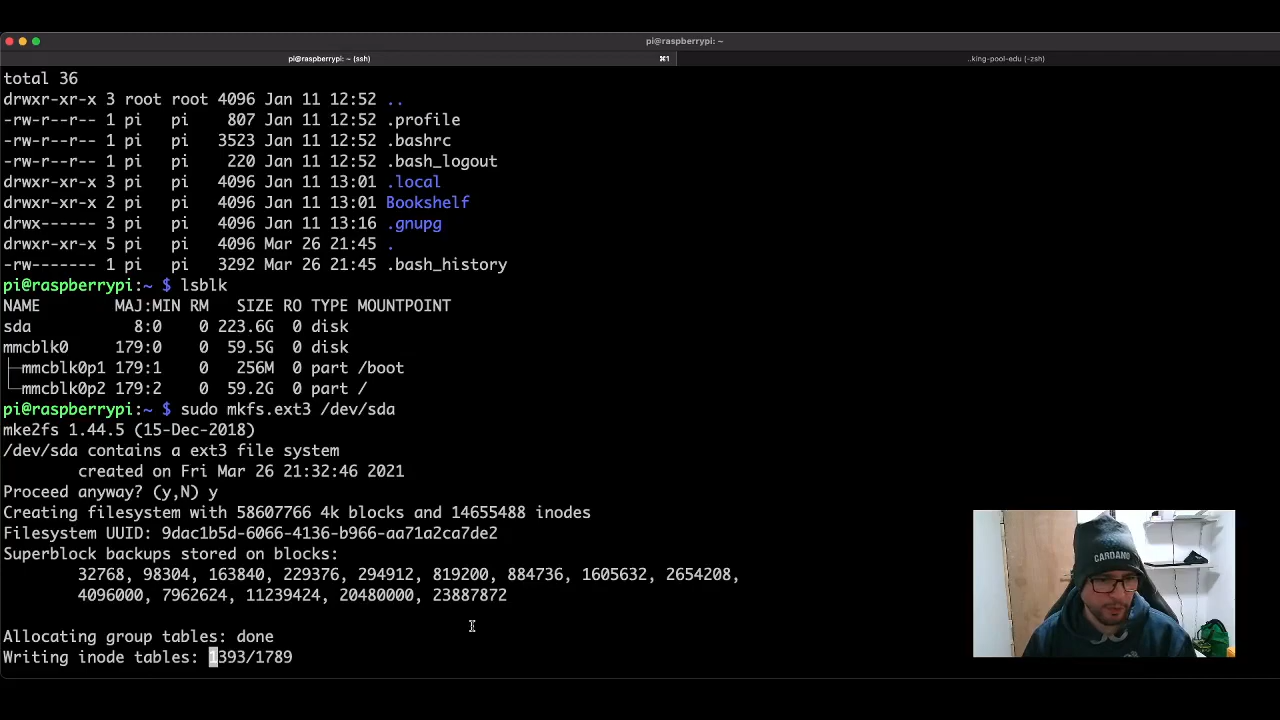 pi@raspberrypi: ~
pi@raspberrypi: ~ (ssh)
⌘1
..king-pool-edu (-zsh)
total 36
drwxr-xr-x 3 root root 4096 Jan 11 12:52 ..
-rw-r--r-- 1 pi   pi    807 Jan 11 12:52 .profile
-rw-r--r-- 1 pi   pi   3523 Jan 11 12:52 .bashrc
-rw-r--r-- 1 pi   pi    220 Jan 11 12:52 .bash_logout
drwxr-xr-x 3 pi   pi   4096 Jan 11 13:01 .local
drwxr-xr-x 2 pi   pi   4096 Jan 11 13:01 Bookshelf
drwx------ 3 pi   pi   4096 Jan 11 13:16 .gnupg
drwxr-xr-x 5 pi   pi   4096 Mar 26 21:45 .
-rw------- 1 pi   pi   3292 Mar 26 21:45 .bash_history
pi@raspberrypi:~ $ lsblk
NAME        MAJ:MIN RM   SIZE RO TYPE MOUNTPOINT
sda           8:0    0 223.6G  0 disk
mmcblk0     179:0    0  59.5G  0 disk
├─mmcblk0p1 179:1    0   256M  0 part /boot
└─mmcblk0p2 179:2    0  59.2G  0 part /
pi@raspberrypi:~ $ sudo mkfs.ext3 /dev/sda
mke2fs 1.44.5 (15-Dec-2018)
/dev/sda contains a ext3 file system
created on Fri Mar 26 21:32:46 2021
Proceed anyway? (y,N) y
Creating filesystem with 58607766 4k blocks and 14655488 inodes
Filesystem UUID: 9dac1b5d-6066-4136-b966-aa71a2ca7de2
Superblock backups stored on blocks:
32768, 98304, 163840, 229376, 294912, 819200, 884736, 1605632, 2654208,
4096000, 7962624, 11239424, 20480000, 23887872
Allocating group tables: done
Writing inode tables: 1393/1789
CARDANO